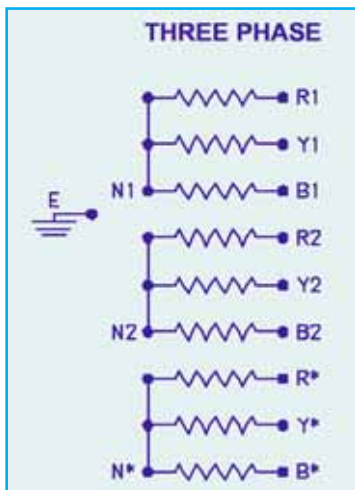 THREE PHASE
R1
Y1
N1 B1
E
R2
Y2
N2 B2
R*
Y*
N* B*